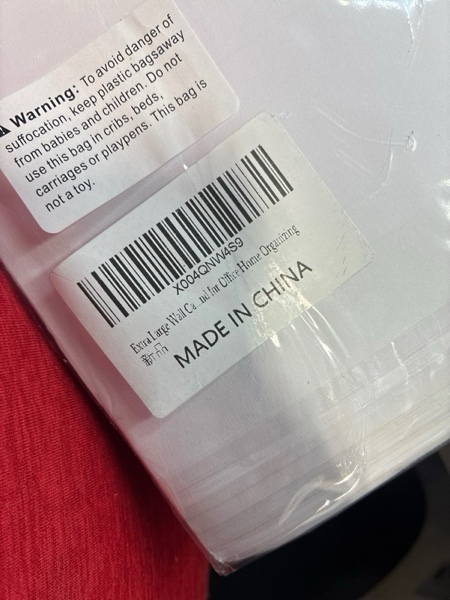 Warning: To avoid danger of
suffocation, keep plastic bagsaway
from babies and children. Do not
use this bag in cribs, beds,
carriages or playpens. This bag is
not a toy.
X004QNW4S9
Extra Large Wall for Office Home Organizing
新品
MADE IN CHINA